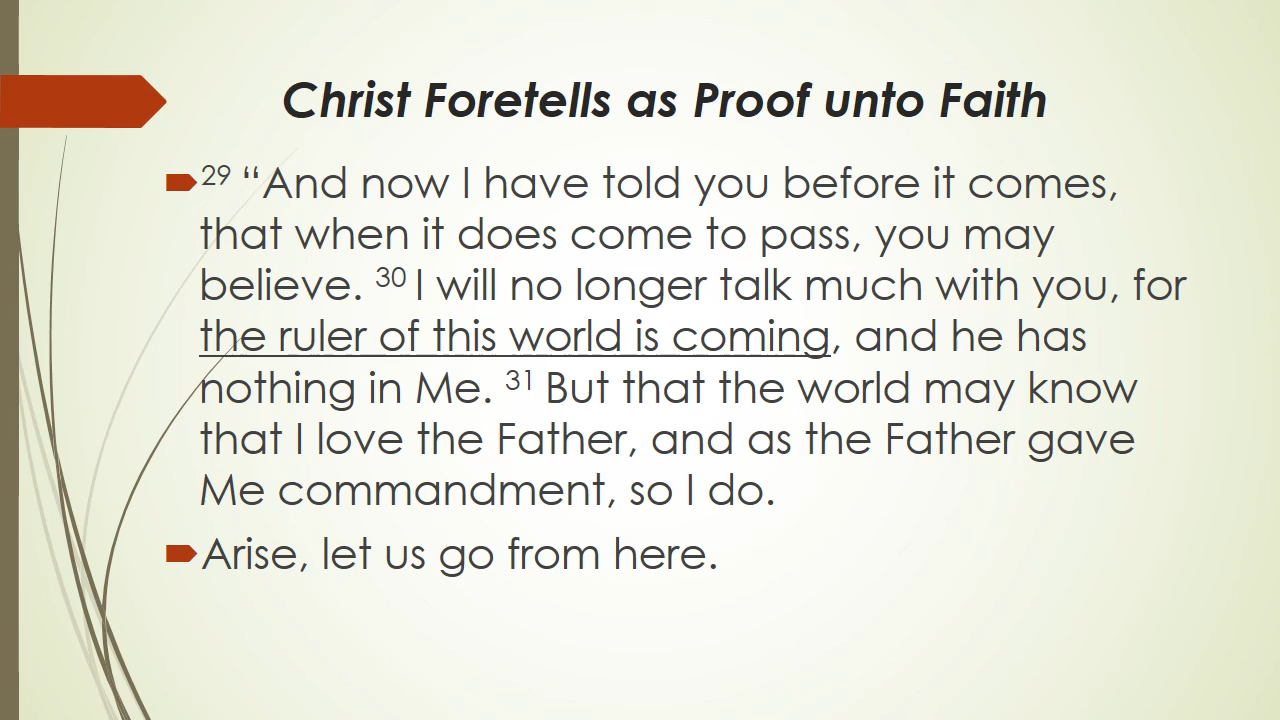 Christ Foretells as Proof unto Faith
29 “And now I have told you before it comes,
that when it does come to pass, you may
believe. 30 I will no longer talk much with you, for
the ruler of this world is coming, and he has
nothing in Me. 31 But that the world may know
that I love the Father, and as the Father gave
Me commandment, so I do.
Arise, let us go from here.